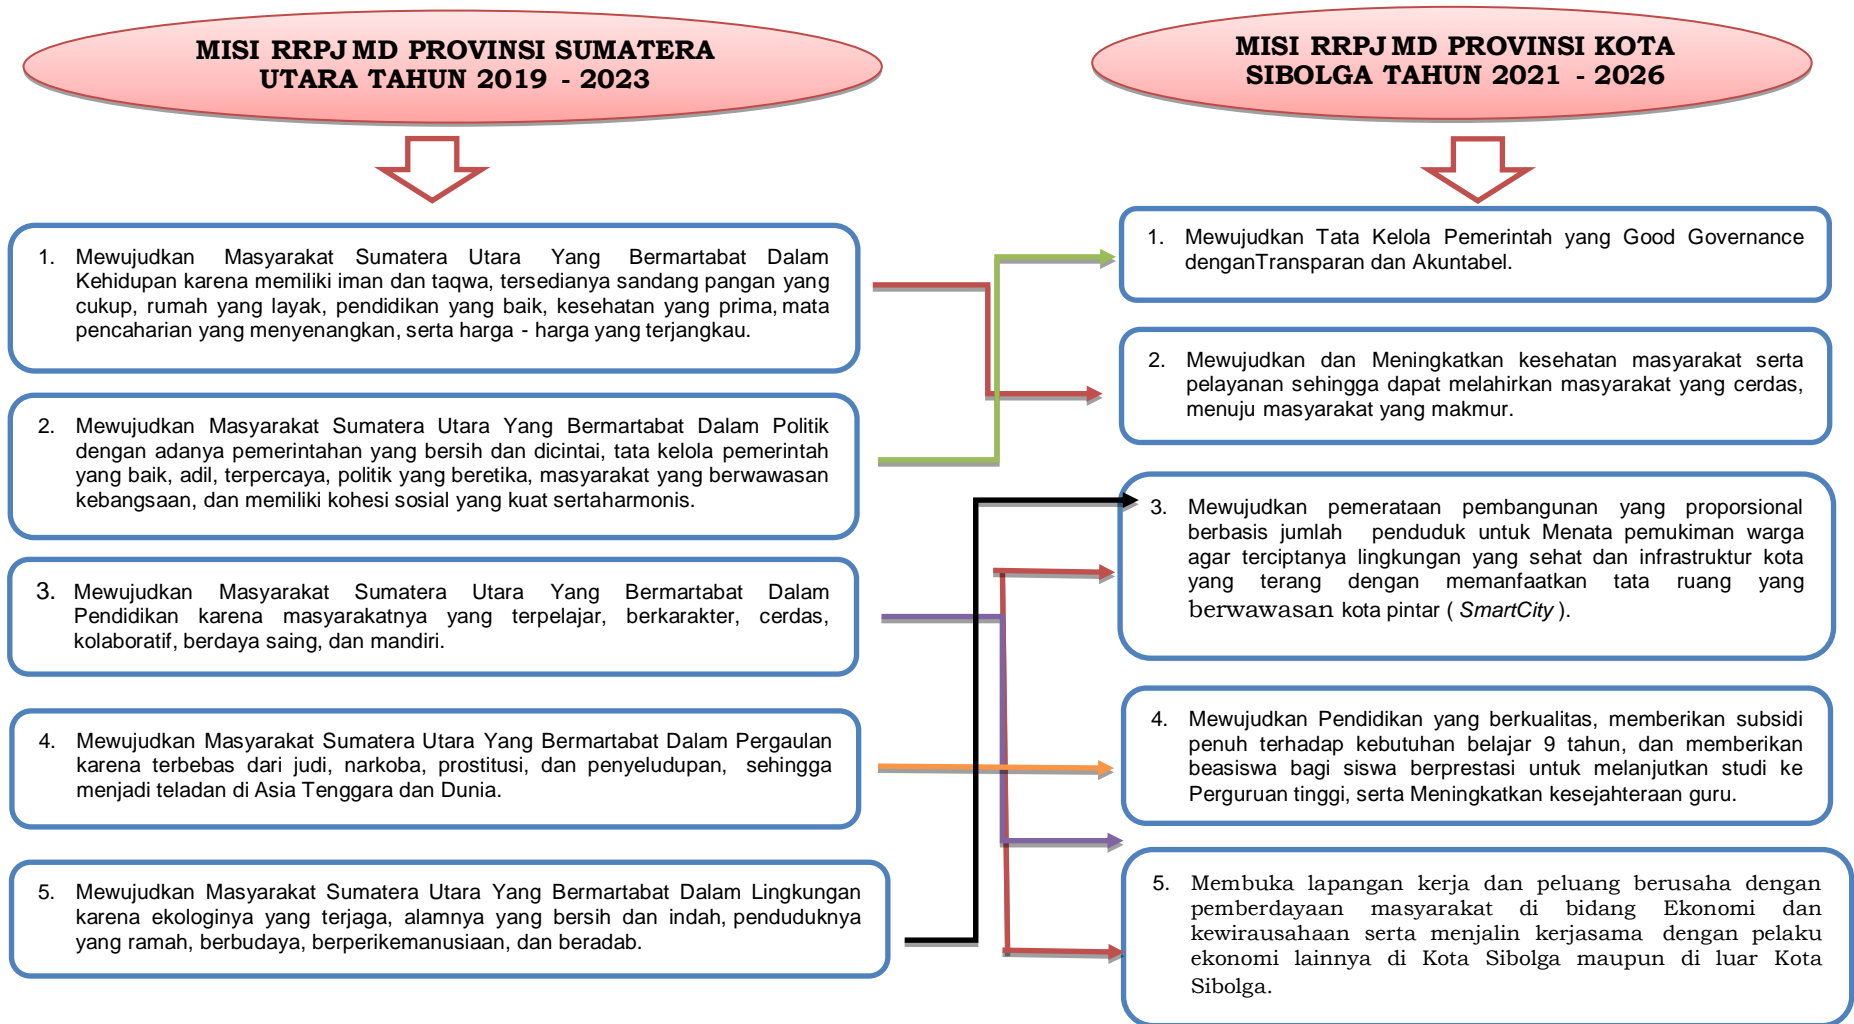 MISI RRPJMD PROVINSI SUMATERA
UTARA TAHUN 2019 - 2023
1. Mewujudkan Masyarakat Sumatera Utara Yang Bermartabat Dalam
Kehidupan karena memiliki iman dan taqwa, tersedianya sandang pangan yang
cukup, rumah yang layak, pendidikan yang baik, kesehatan yang prima, mata
pencaharian yang menyenangkan, serta harga - harga yang terjangkau.
2. Mewujudkan Masyarakat Sumatera Utara Yang Bermartabat Dalam Politik
dengan adanya pemerintahan yang bersih dan dicintai, tata kelola pemerintah
yang baik, adil, terpercaya, politik yang beretika, masyarakat yang berwawasan
kebangsaan, dan memiliki kohesi sosial yang kuat sertaharmonis.
3. Mewujudkan Masyarakat Sumatera Utara Yang Bermartabat Dalam
Pendidikan karena masyarakatnya yang terpelajar, berkarakter, cerdas,
kolaboratif, berdaya saing, dan mandiri.
4. Mewujudkan Masyarakat Sumatera Utara Yang Bermartabat Dalam Pergaulan
karena terbebas dari judi, narkoba, prostitusi, dan penyeludupan, sehingga
menjadi teladan di Asia Tenggara dan Dunia.
5. Mewujudkan Masyarakat Sumatera Utara Yang Bermartabat Dalam Lingkungan
karena ekologinya yang terjaga, alamnya yang bersih dan indah, penduduknya
yang ramah, berbudaya, berperikemanusiaan, dan beradab.
MISI RRPJMD PROVINSI KOTA
SIBOLGA TAHUN 2021 - 2026
1. Mewujudkan Tata Kelola Pemerintah yang Good Governance
denganTransparan dan Akuntabel.
2. Mewujudkan dan Meningkatkan kesehatan masyarakat serta
pelayanan sehingga dapat melahirkan masyarakat yang cerdas,
menuju masyarakat yang makmur.
3. Mewujudkan pemerataan pembangunan yang proporsional
berbasis jumlah penduduk untuk Menata pemukiman warga
agar terciptanya lingkungan yang sehat dan infrastruktur kota
yang terang dengan memanfaatkan tata ruang yang
berwawasan kota pintar ( SmartCity ).
4. Mewujudkan Pendidikan yang berkualitas, memberikan subsidi
penuh terhadap kebutuhan belajar 9 tahun, dan memberikan
beasiswa bagi siswa berprestasi untuk melanjutkan studi ke
Perguruan tinggi, serta Meningkatkan kesejahteraan guru.
5. Membuka lapangan kerja dan peluang berusaha dengan
pemberdayaan masyarakat di bidang Ekonomi dan
kewirausahaan serta menjalin kerjasama dengan pelaku
ekonomi lainnya di Kota Sibolga maupun di luar Kota
Sibolga.